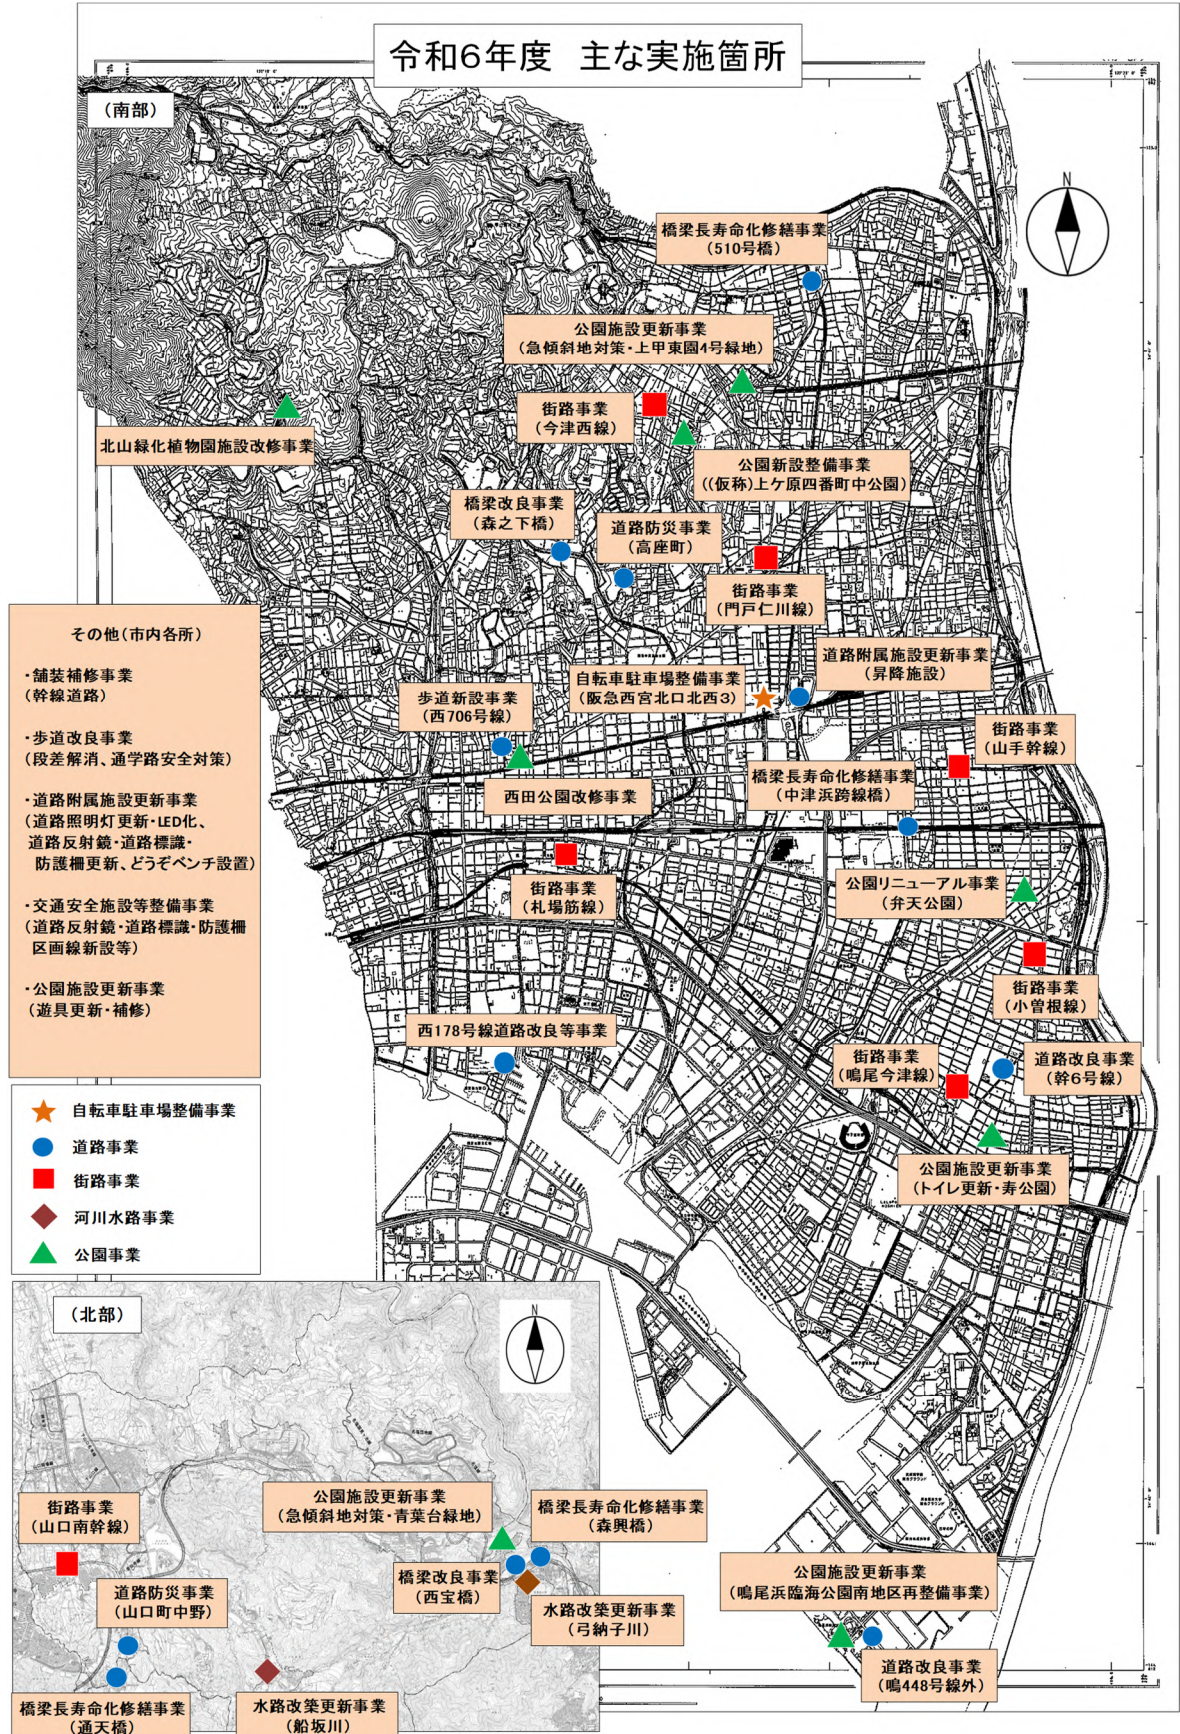 令和6年度 主な実施箇所
(南部)
N
橋梁長寿命化修繕事業
(510号橋)
公園施設更新事業
(急傾斜地対策・上甲東園4号緑地)
街路事業
(今津西線)
北山緑化植物園施設改修事業
公園新設整備事業
((仮称)上ケ原四番町中公園)
橋梁改良事業
(森之下橋)
道路防災事業
(高座町)
街路事業
(門戸仁川線)
その他(市内各所)
・舗装補修事業
(幹線道路)
・歩道改良事業
(段差解消、通学路安全対策)
・道路附属施設更新事業
(道路照明灯更新・LED化、
道路反射鏡・道路標識・
防護柵更新、どうぞベンチ設置)
・交通安全施設等整備事業
(道路反射鏡・道路標識・防護柵
区画線新設等)
・公園施設更新事業
(遊具更新・補修)
道路附属施設更新事業
(昇降施設)
自転車駐車場整備事業
(阪急西宮北口北西3)
歩道新設事業
(西706号線)
街路事業
(山手幹線)
橋梁長寿命化修繕事業
(中津浜跨線橋)
西田公園改修事業
街路事業
(札場筋線)
公園リニューアル事業
(弁天公園)
街路事業
(小曽根線)
西178号線道路改良等事業
街路事業
(鳴尾今津線)
道路改良事業
(幹6号線)
公園施設更新事業
(トイレ更新・寿公園)
自転車駐車場整備事業
道路事業
街路事業
河川水路事業
公園事業
(北部)
N
公園施設更新事業
(急傾斜地対策・青葉台緑地)
橋梁長寿命化修繕事業
(森興橋)
街路事業
(山口南幹線)
橋梁改良事業
(西宝橋)
道路防災事業
(山口町中野)
水路改築更新事業
(弓納子川)
橋梁長寿命化修繕事業
(通天橋)
水路改築更新事業
(船坂川)
公園施設更新事業
(鳴尾浜臨海公園南地区再整備事業)
道路改良事業
(鳴448号線外)